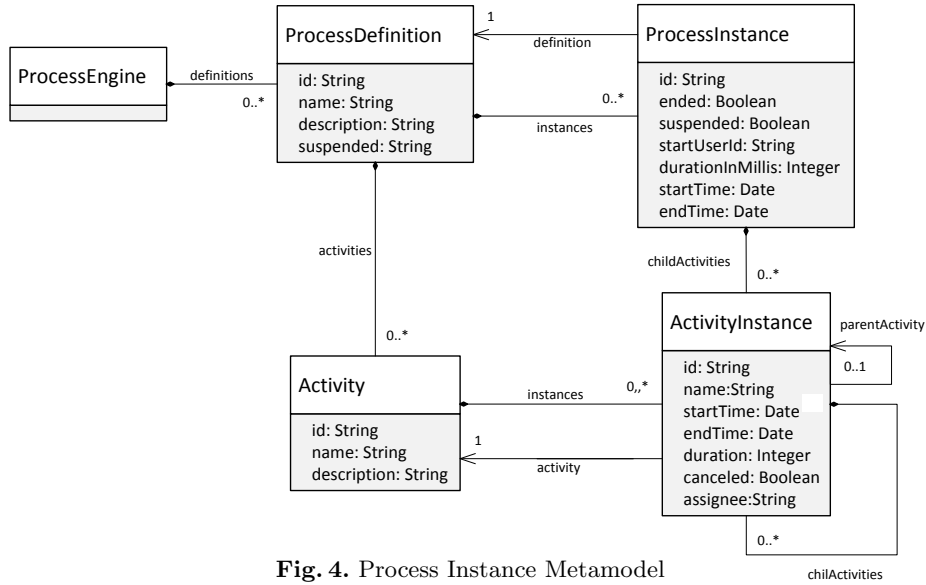 ProcessEngine
definitions
0..*
ProcessDefinition
id: String
name: String
description: String
suspended: String
1
definition
0..*
instances
ProcessInstance
id: String
ended: Boolean
suspended: Boolean
startUserId: String
durationInMillis: Integer
startTime: Date
endTime: Date
activities
0..*
childActivities
0..*
Activity
id: String
name: String
description: String
instances
0,,*
1
activity
ActivityInstance
id: String
name:String
startTime: Date
endTime: Date
duration: Integer
canceled: Boolean
assignee:String
parentActivity
0..1
0..*
chilActivities
Fig. 4. Process Instance Metamodel